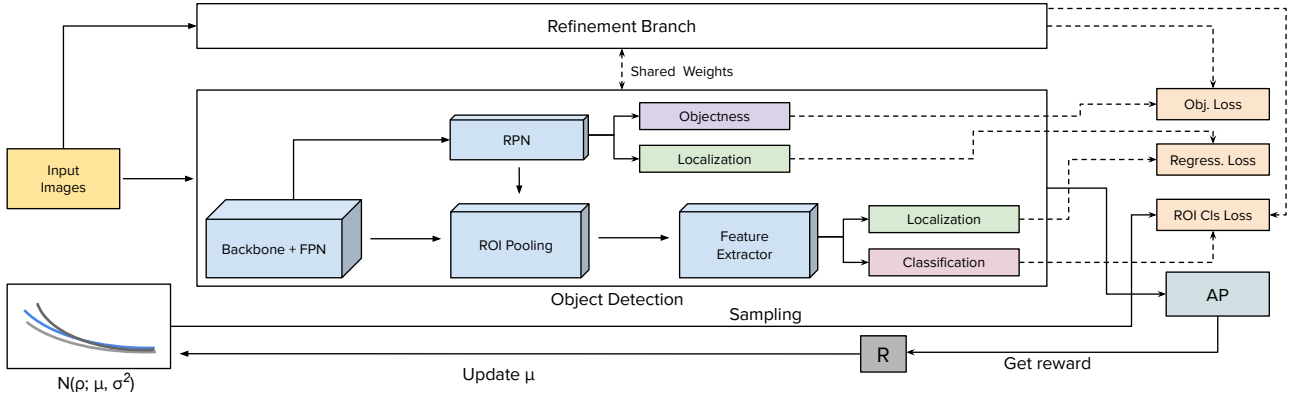 Refinement Branch
Shared Weights
Input
Images
RPN
Objectness
Localization
Obj. Loss
Regress. Loss
Backbone + FPN
ROI Pooling
Feature
Extractor
Localization
Classification
ROI Cls Loss
Object Detection
AP
Sampling
R
Get reward
Update μ
N(ρ; μ, σ²)